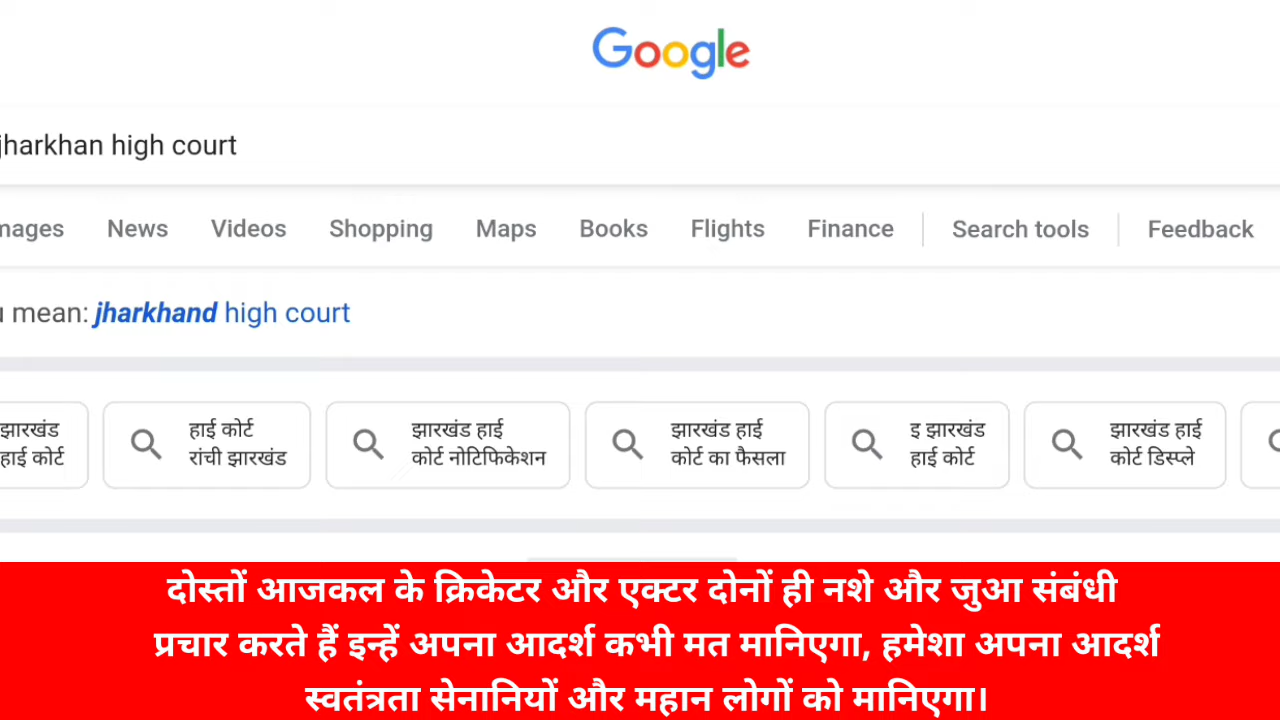 Google
jharkhan high court
mages News Videos Shopping Maps Books Flights Finance Search tools Feedback
u mean: jharkhand high court
झारखंड
हाई कोर्ट
हाई कोर्ट
रांची झारखंड
झारखंड हाई
कोर्ट नोटिफिकेशन
झारखंड हाई
कोर्ट का फैसला
इ झारखंड
हाई कोर्ट
झारखंड हाई
कोर्ट डिस्प्ले
दोस्तों आजकल के क्रिकेटर और एक्टर दोनों ही नशे और जुआ संबंधी
प्रचार करते हैं इन्हें अपना आदर्श कभी मत मानिएगा, हमेशा अपना आदर्श
स्वतंत्रता सेनानियों और महान लोगों को मानिएगा।